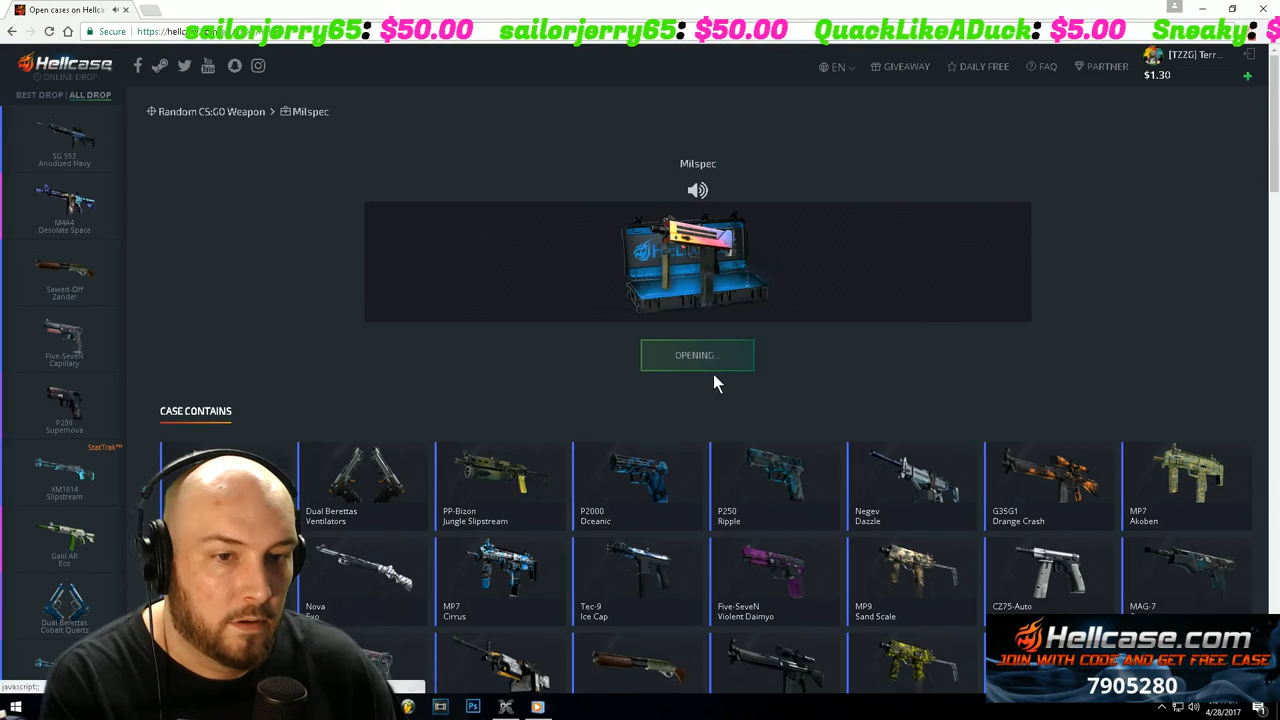 Open cases on Hellca
Secure
https://hellc
sailorjerry65: $50.00 sailorjerry65: $50.00 QuackLikeADuck: $5.00 Sneaky: $
Hellcase
ONLINE DROP
EN
GIVEAWAY
DAILY FREE
FAQ
PARTNER
[TZZG] Terr...
$1.30
BEST DROP | ALL DROP
Random CS:GO Weapon > Milspec
Milspec
OPENING...
CASE CONTAINS
SG 553
Anodized Navy
M4A4
Desolate Space
Sawed-Off
Zander
Five-SeveN
Capillary
P250
Supernova
StatTrak™
XM1014
Slipstream
Galil AR
Eco
Dual Berettas
Cobalt Quartz
Dual Berettas
Ventilators
PP-Bizon
Jungle Slipstream
P2000
Oceanic
P250
Ripple
Negev
Dazzle
G3SG1
Orange Crash
MP7
Akoben
Nova
Exo
MP7
Cirrus
Tec-9
Ice Cap
Five-SeveN
Violent Daimyo
MP9
Sand Scale
CZ75-Auto
MAG-7
Hellcase.com
JOIN WITH CODE AND GET FREE CASE
7905280
javascript:;
Ps
4/28/2017